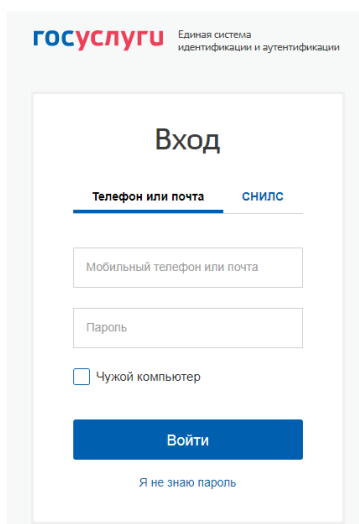 госуслуги
Единая система
идентификации и аутентификации
Вход
Телефон или почта СНИЛС
Мобильный телефон или почта
Пароль
Чужой компьютер
Войти
Я не знаю пароль